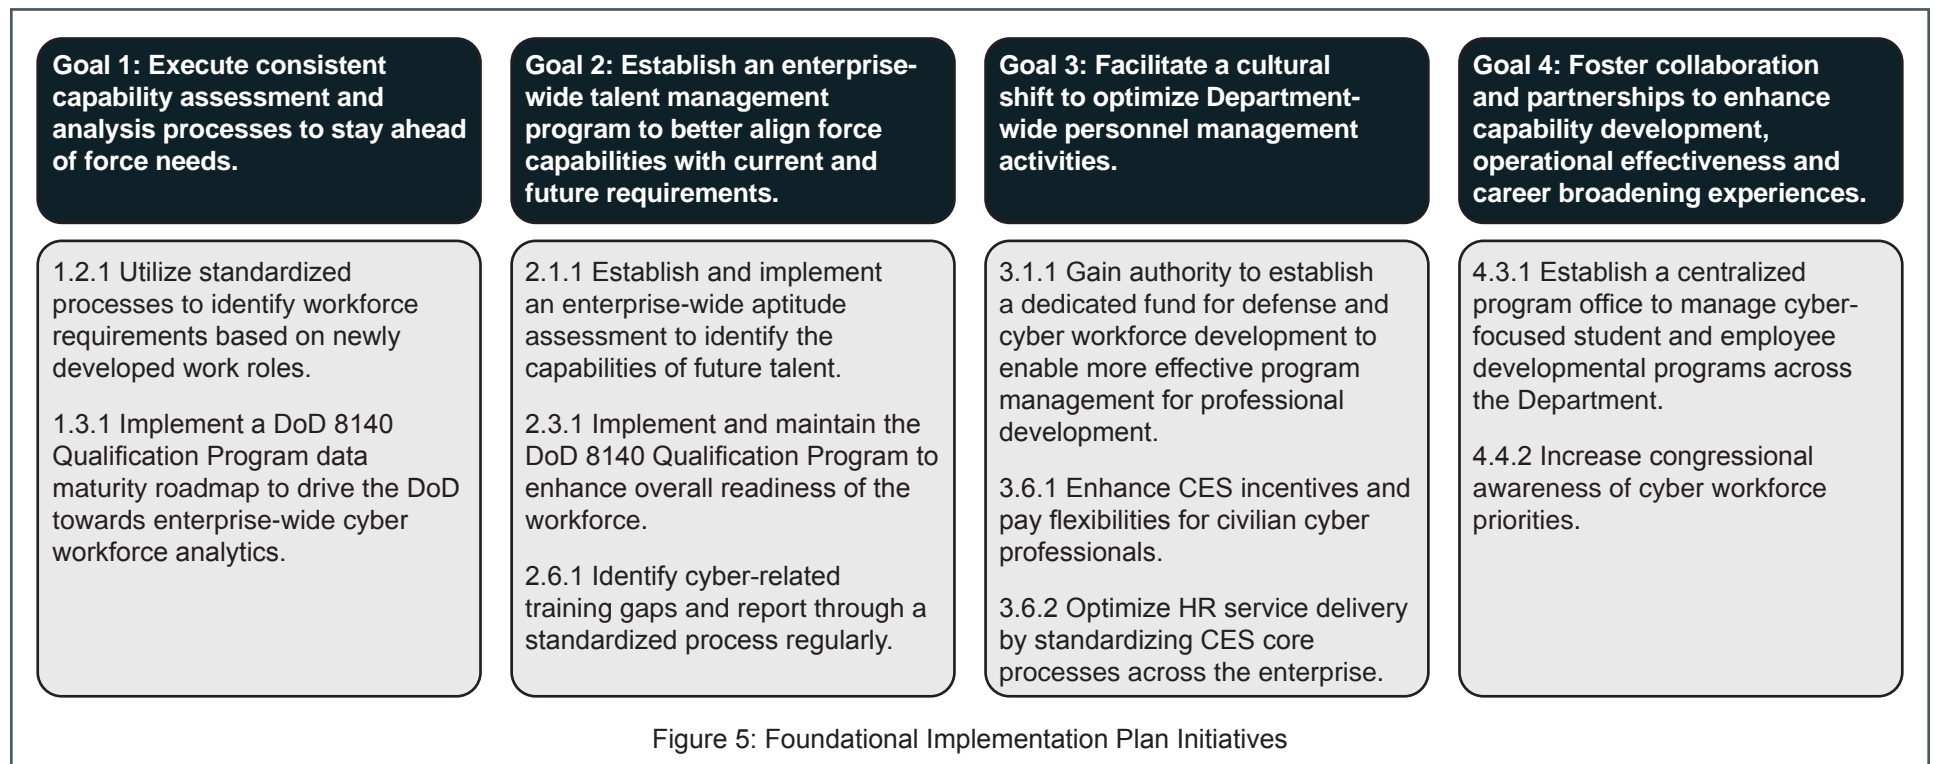 Goal 1: Execute consistent
capability assessment and
analysis processes to stay ahead
of force needs.
1.2.1 Utilize standardized
processes to identify workforce
requirements based on newly
developed work roles.
1.3.1 Implement a DoD 8140
Qualification Program data
maturity roadmap to drive the DoD
towards enterprise-wide cyber
workforce analytics.
Goal 2: Establish an enterprise-
wide talent management
program to better align force
capabilities with current and
future requirements.
2.1.1 Establish and implement
an enterprise-wide aptitude
assessment to identify the
capabilities of future talent.
2.3.1 Implement and maintain the
DoD 8140 Qualification Program to
enhance overall readiness of the
workforce.
2.6.1 Identify cyber-related
training gaps and report through a
standardized process regularly.
Goal 3: Facilitate a cultural
shift to optimize Department-
wide personnel management
activities.
3.1.1 Gain authority to establish
a dedicated fund for defense and
cyber workforce development to
enable more effective program
management for professional
development.
3.6.1 Enhance CES incentives and
pay flexibilities for civilian cyber
professionals.
3.6.2 Optimize HR service delivery
by standardizing CES core
processes across the enterprise.
Goal 4: Foster collaboration
and partnerships to enhance
capability development,
operational effectiveness and
career broadening experiences.
4.3.1 Establish a centralized
program office to manage cyber-
focused student and employee
developmental programs across
the Department.
4.4.2 Increase congressional
awareness of cyber workforce
priorities.
Figure 5: Foundational Implementation Plan Initiatives